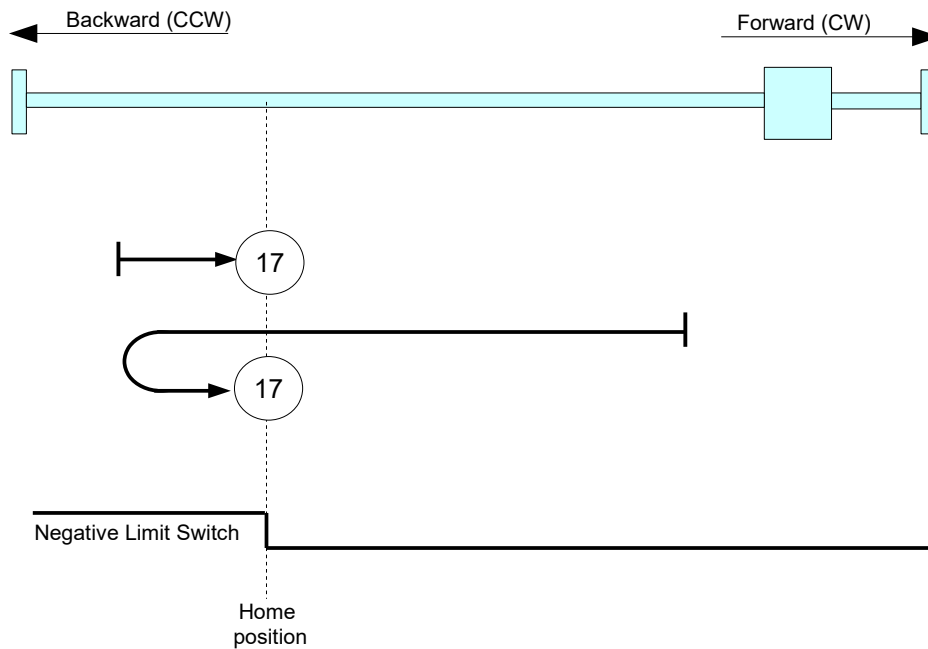 Backward (CCW)
Forward (CW)
17
17
Negative Limit Switch
Home
position